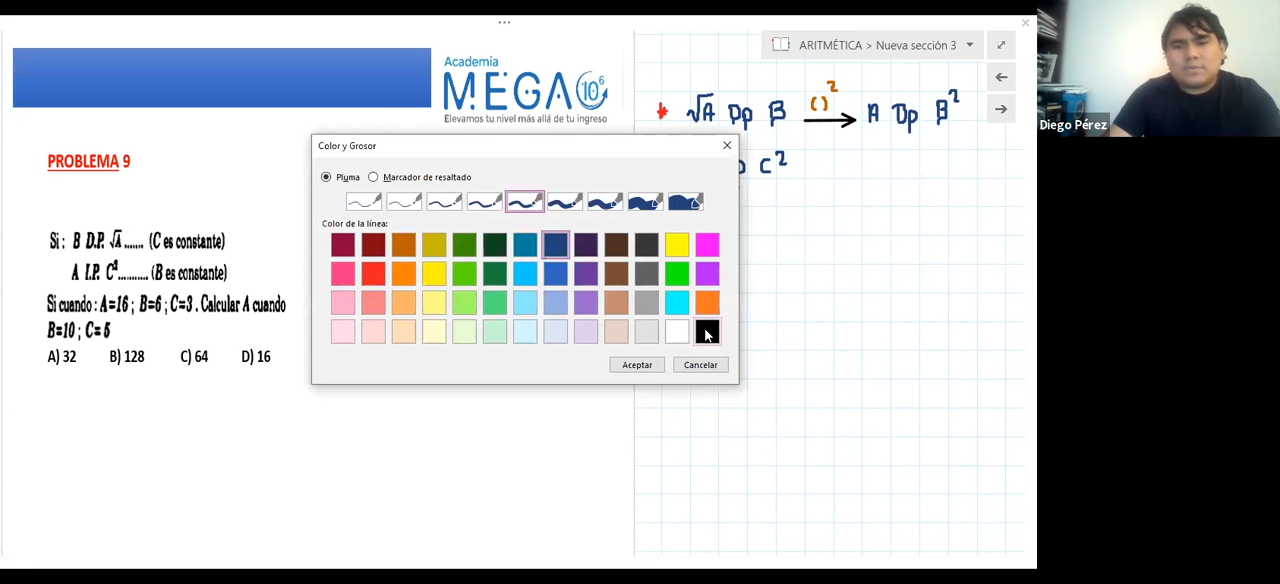 ARITMÉTICA > Nueva sección 3
Academia
MEGA 10⁶
Elevamos tu nivel más allá de tu ingreso
* √A Dp B ()² → A Dp B²
C²
Diego Pérez
PROBLEMA 9
Si : B D.P. √A ...... (C es constante)
A I.P. C² .......... (B es constante)
Si cuando : A=16 ; B=6 ; C=3 . Calcular A cuando
B=10 ; C=5
A) 32 B) 128 C) 64 D) 16
Color y Grosor
Pluma Marcador de resaltado
Color de la línea:
Aceptar Cancelar